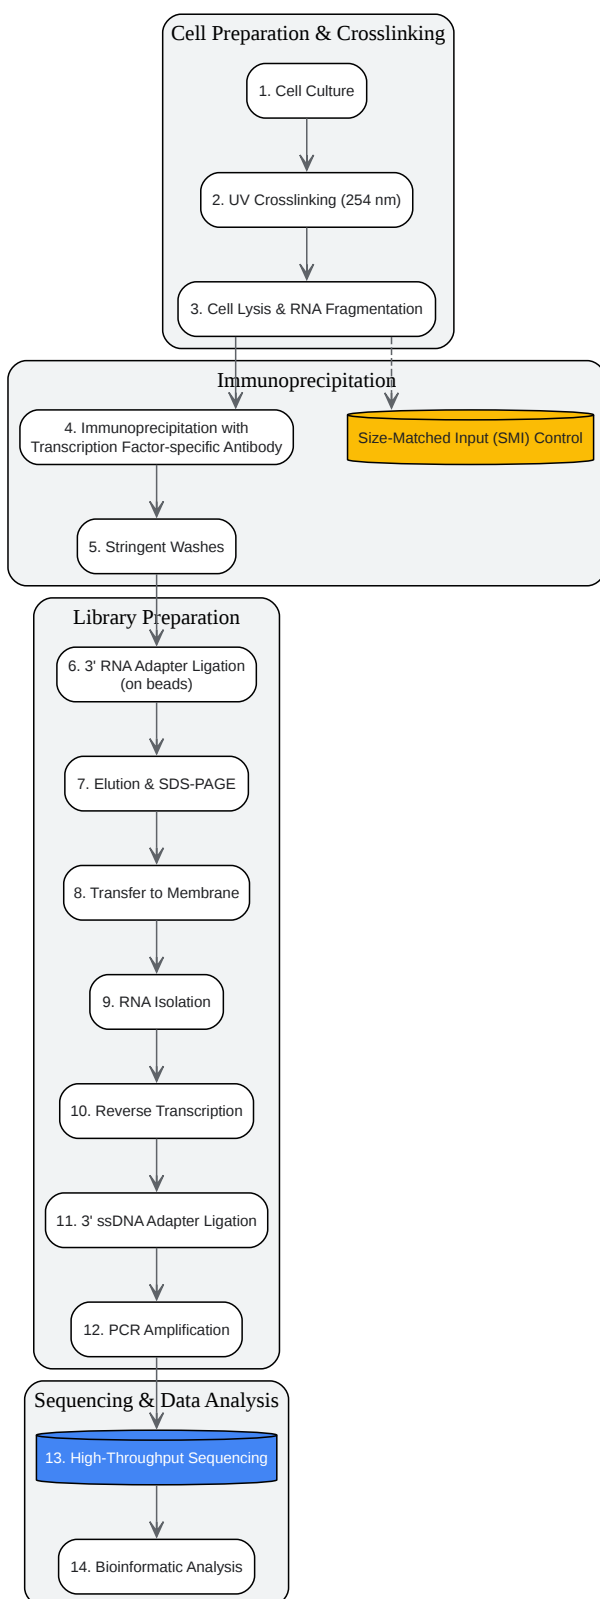 Cell Preparation & Crosslinking
1. Cell Culture
2. UV Crosslinking (254 nm)
3. Cell Lysis & RNA Fragmentation
Immunoprecipitation
4. Immunoprecipitation with
Transcription Factor-specific Antibody
Size-Matched Input (SMI) Control
5. Stringent Washes
Library Preparation
6. 3' RNA Adapter Ligation
(on beads)
7. Elution & SDS-PAGE
8. Transfer to Membrane
9. RNA Isolation
10. Reverse Transcription
11. 3' ssDNA Adapter Ligation
12. PCR Amplification
Sequencing & Data Analysis
13. High-Throughput Sequencing
14. Bioinformatic Analysis